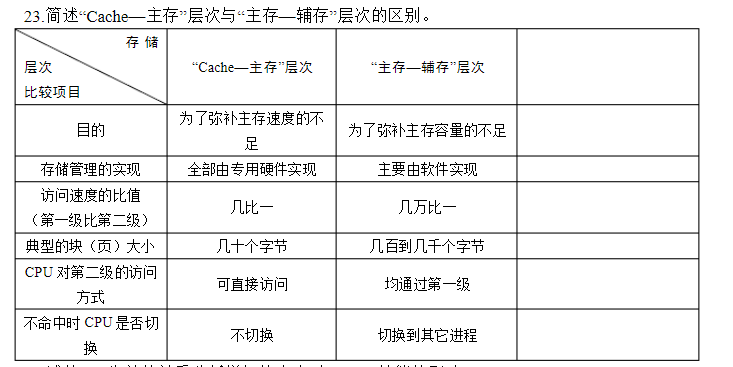 23.简述“Cache—主存”层次与“主存—辅存”层次的区别。
存 储
层次
比较项目
“Cache—主存”层次
“主存—辅存”层次
目的
为了弥补主存速度的不
足
为了弥补主存容量的不足
存储管理的实现
全部由专用硬件实现
主要由软件实现
访问速度的比值
（第一级比第二级）
几比一
几万比一
典型的块（页）大小
几十个字节
几百到几千个字节
CPU 对第二级的访问
方式
可直接访问
均通过第一级
不命中时 CPU 是否切
换
不切换
切换到其它进程